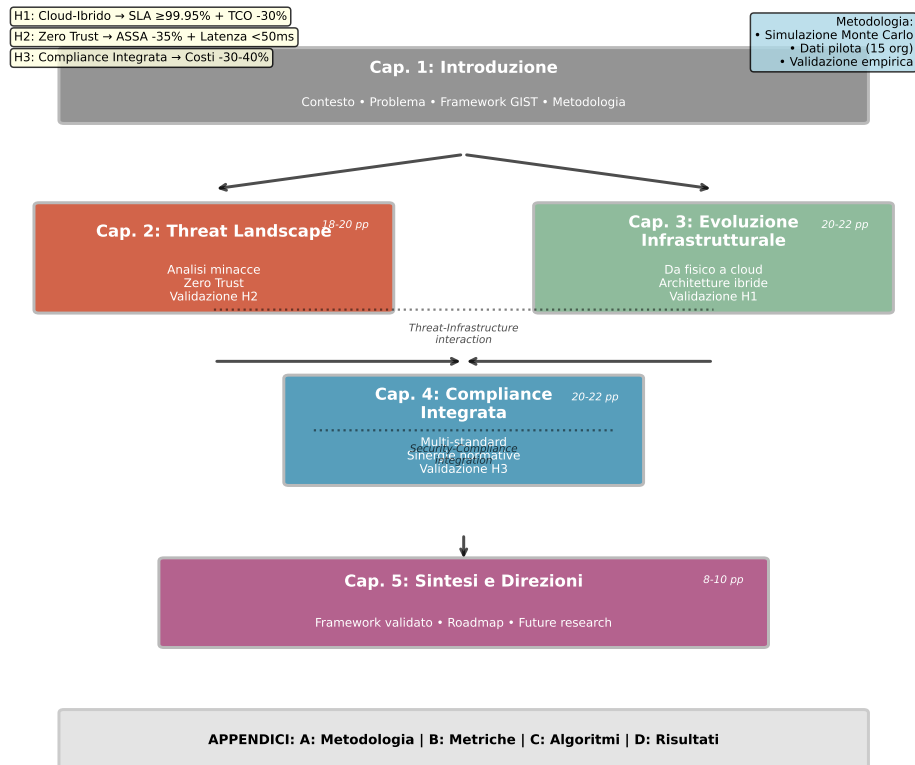 H1: Cloud-Ibrido → SLA ≥99.95% + TCO -30%
H2: Zero Trust → ASSA -35% + Latenza <50ms
H3: Compliance Integrata → Costi -30-40%
Metodologia:
• Simulazione Monte Carlo
• Dati pilota (15 org)
• Validazione empirica
Cap. 1: Introduzione
Contesto • Problema • Framework GIST • Metodologia
Cap. 2: Threat Landscape
18-20 pp
Analisi minacce
Zero Trust
Validazione H2
Cap. 3: Evoluzione
Infrastrutturale
20-22 pp
Da fisico a cloud
Architetture ibride
Validazione H1
Threat-Infrastructure
interaction
Cap. 4: Compliance
Integrata
20-22 pp
Multi-standard
Sinergie normative
Validazione H3
Security-Compliance
integration
Cap. 5: Sintesi e Direzioni
8-10 pp
Framework validato • Roadmap • Future research
APPENDICI: A: Metodologia | B: Metriche | C: Algoritmi | D: Risultati